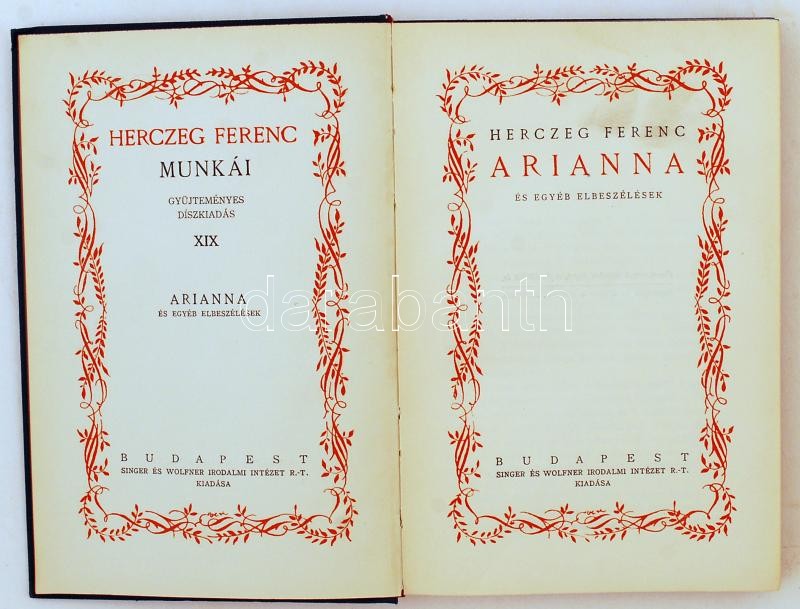 HERCZEG FERENC
MUNKÁI
GYÜJTEMÉNYES
DÍSZKIADÁS
XIX
ARIANNA
ÉS EGYÉB ELBESZÉLÉSEK
BUDAPEST
SINGER ÉS WOLFNER IRODALMI INTÉZET R.-T.
KIADÁSA
HERCZEG FERENC
ARIANNA
ÉS EGYÉB ELBESZÉLÉSEK
BUDAPEST
SINGER ÉS WOLFNER IRODALMI INTÉZET R.-T.
KIADÁSA
darabanth